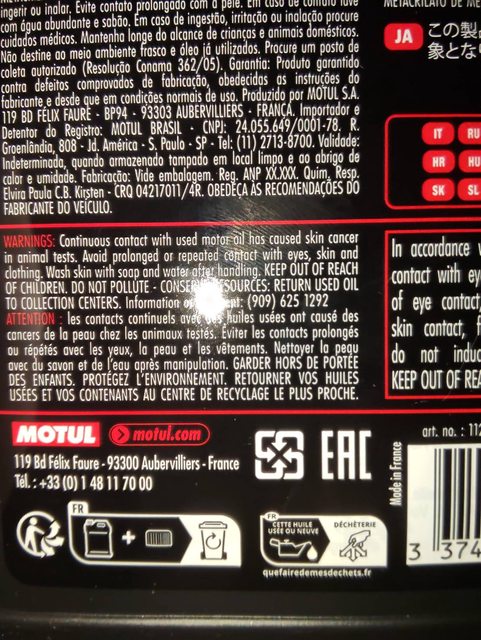 ingerir ou inalar. Evite contato prolongado com a pele. Em caso de irritação ou contato lave
com água abundante e sabão. Em caso de ingestão, irritação ou inalação procure
cuidados médicos. Mantenha longe do alcance de crianças e animais domésticos.
Não destine ao meio ambiente frasco e óleo já utilizados. Procure um posto de
coleta autorizado (Resolução Conama 362/05). Garantia: Produto garantido
contra defeitos comprovados de fabricação, obedecidas as instruções do
fabricante e desde que em condições normais de uso. Produzido por MOTUL S.A.
119 BD FÉLIX FAURE - BP94 - 93303 AUBERVILLIERS - FRANÇA. Importador e
Detentor do Registro: MOTUL BRASIL - CNPJ: 24.055.649/0001-78. R.
Groenlândia, 808 - Jd. América - S. Paulo - SP - Tel: (11) 2713-8700. Validade:
Indeterminada, quando armazenado tampado em local limpo e ao abrigo de
calor e umidade. Fabricação: Vide embalagem. Reg. ANP XX.XXX. Quim. Resp.
Elvira Paula C.B. Kirsten - CRQ 04217011/4R. OBEDEÇA AS RECOMENDAÇÕES DO
FABRICANTE DO VEÍCULO.
METACRILATO DE ME
JA この製品
象とな
IT RU
HR HU
SK SL
WARNINGS: Continuous contact with used motor oil has caused skin cancer
in animal tests. Avoid prolonged or repeated contact with eyes, skin and
clothing. Wash skin with soap and water after handling. KEEP OUT OF REACH
OF CHILDREN. DO NOT POLLUTE - CONSERVE RESOURCES: RETURN USED OIL
TO COLLECTION CENTERS. Information : (909) 625 1292
ATTENTION : les contacts continuels avec des huiles usées ont causé des
cancers de la peau chez les animaux testés. Éviter les contacts prolongés
ou répétés avec les yeux, la peau et les vêtements. Nettoyer la peau
avec du savon et de l'eau après manipulation. GARDER HORS DE PORTÉE
DES ENFANTS. PROTÉGEZ L'ENVIRONNEMENT. RETOURNER VOS HUILES
USÉES ET VOS CONTENANTS AU CENTRE DE RECYCLAGE LE PLUS PROCHE.
In accordance
contact with eye
of eye contact,
skin contact, f
do not indu
KEEP OUT OF REA
MOTUL motul.com
119 Bd Félix Faure - 93300 Aubervilliers - France
Tél. : +33 (0) 1 48 11 70 00
EAC
art. no. : 112
Made in France
3 374
FR
+
FR
CETTE HUILE
USÉE OU NEUVE
DÉCHÈTERIE
quefairedemesdechets.fr